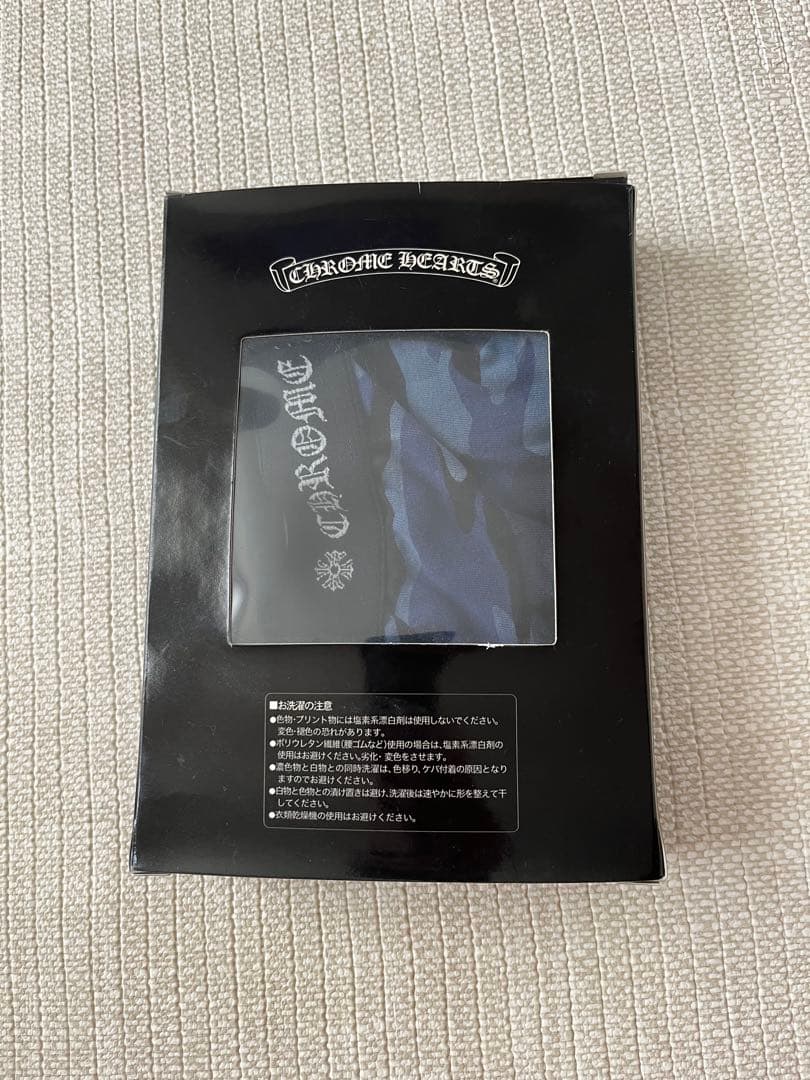 CHROME HEARTS
CHROME
■お洗濯の注意
●色物・プリント物には塩素系漂白剤は使用しないでください。
変色・褪色の恐れがあります。
●ポリウレタン繊維(腰ゴムなど)使用の場合は、塩素系漂白剤の
使用はお避けください。劣化・変色をさせます。
●濃色物と白物との同時洗濯は、色移り、ケバ付着の原因となり
ますのでお避けください。
●白物と色物との漬け置きは避け、洗濯後は速やかに形を整えて干
してください。
●衣類乾燥機の使用はお避けください。